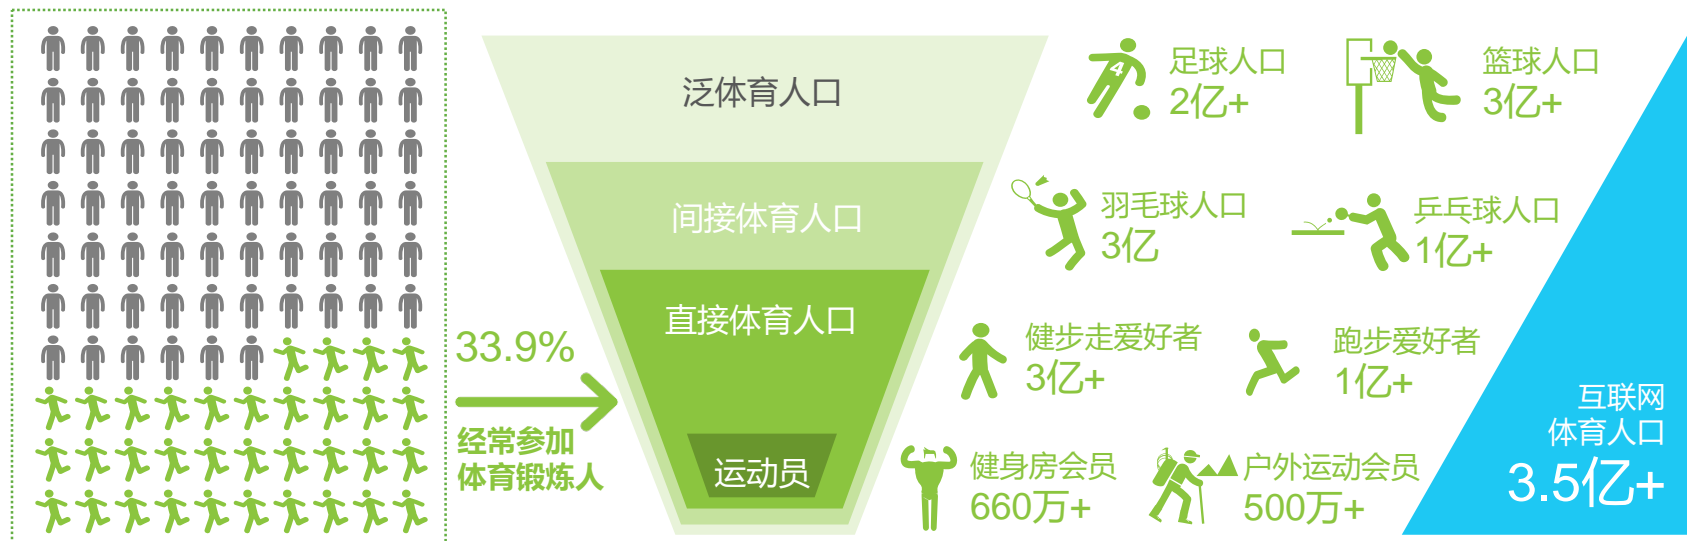 33.9%
经常参加
体育锻炼人
泛体育人口
间接体育人口
直接体育人口
运动员
4
足球人口
2亿+
篮球人口
3亿+
羽毛球人口
3亿
乒乓球人口
1亿+
健步走爱好者
3亿+
跑步爱好者
1亿+
健身房会员
660万+
1
户外运动会员
500万+
互联网
体育人口
3.5亿+